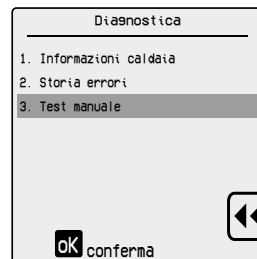 Diagnostica
1. Informazioni caldaia
2. Storia errori
3. Test manuale
OK conferma